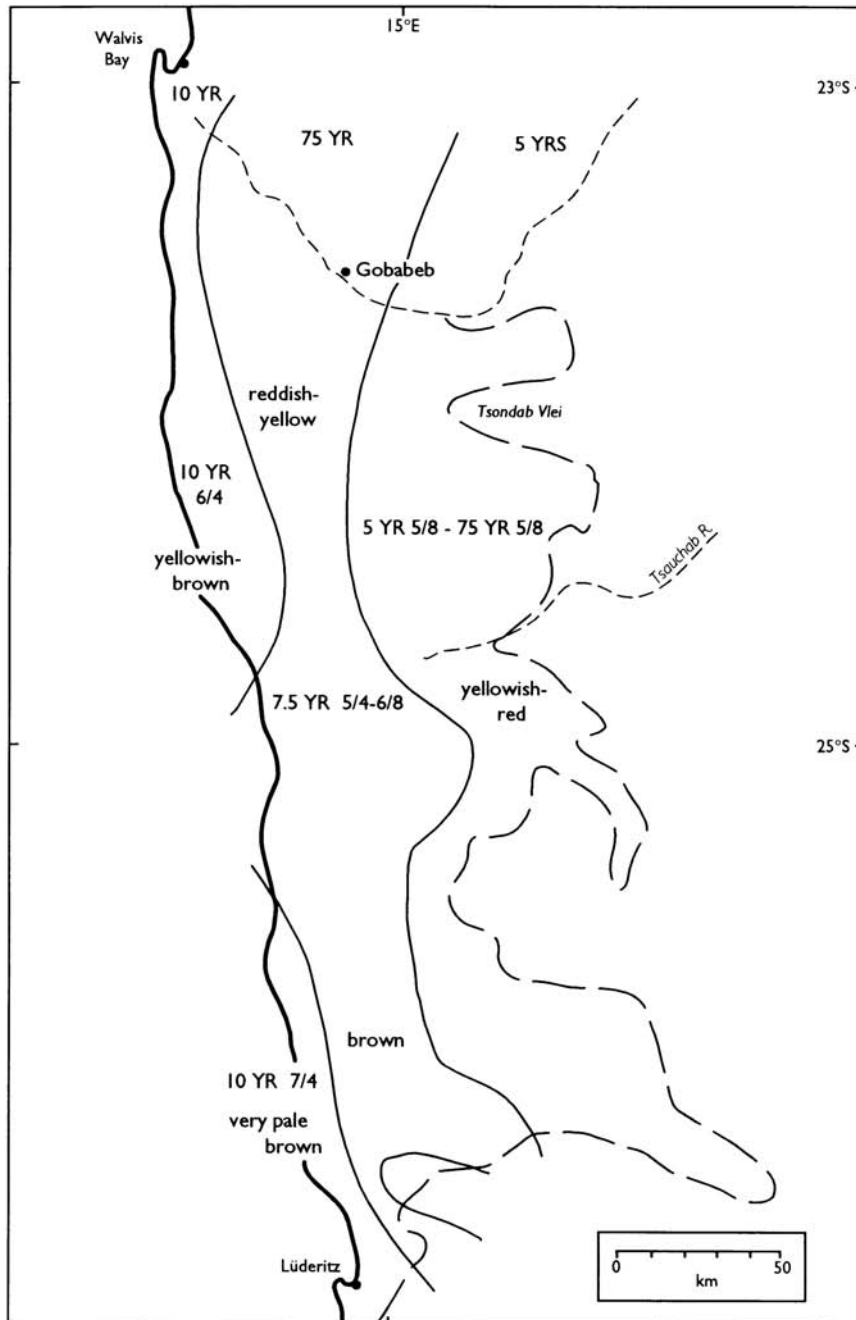 15°E
Walvis
Bay
23°S
10 YR
75 YR
5 YRS
Gobabeb
reddish-
yellow
Tsondab Vlei
10 YR
6/4
5 YR 5/8 - 75 YR 5/8
yellowish-
brown
Tsauchab R.
7.5 YR 5/4-6/8
yellowish-
red
25°S
brown
10 YR 7/4
very pale
brown
Lüderitz
0 50
km